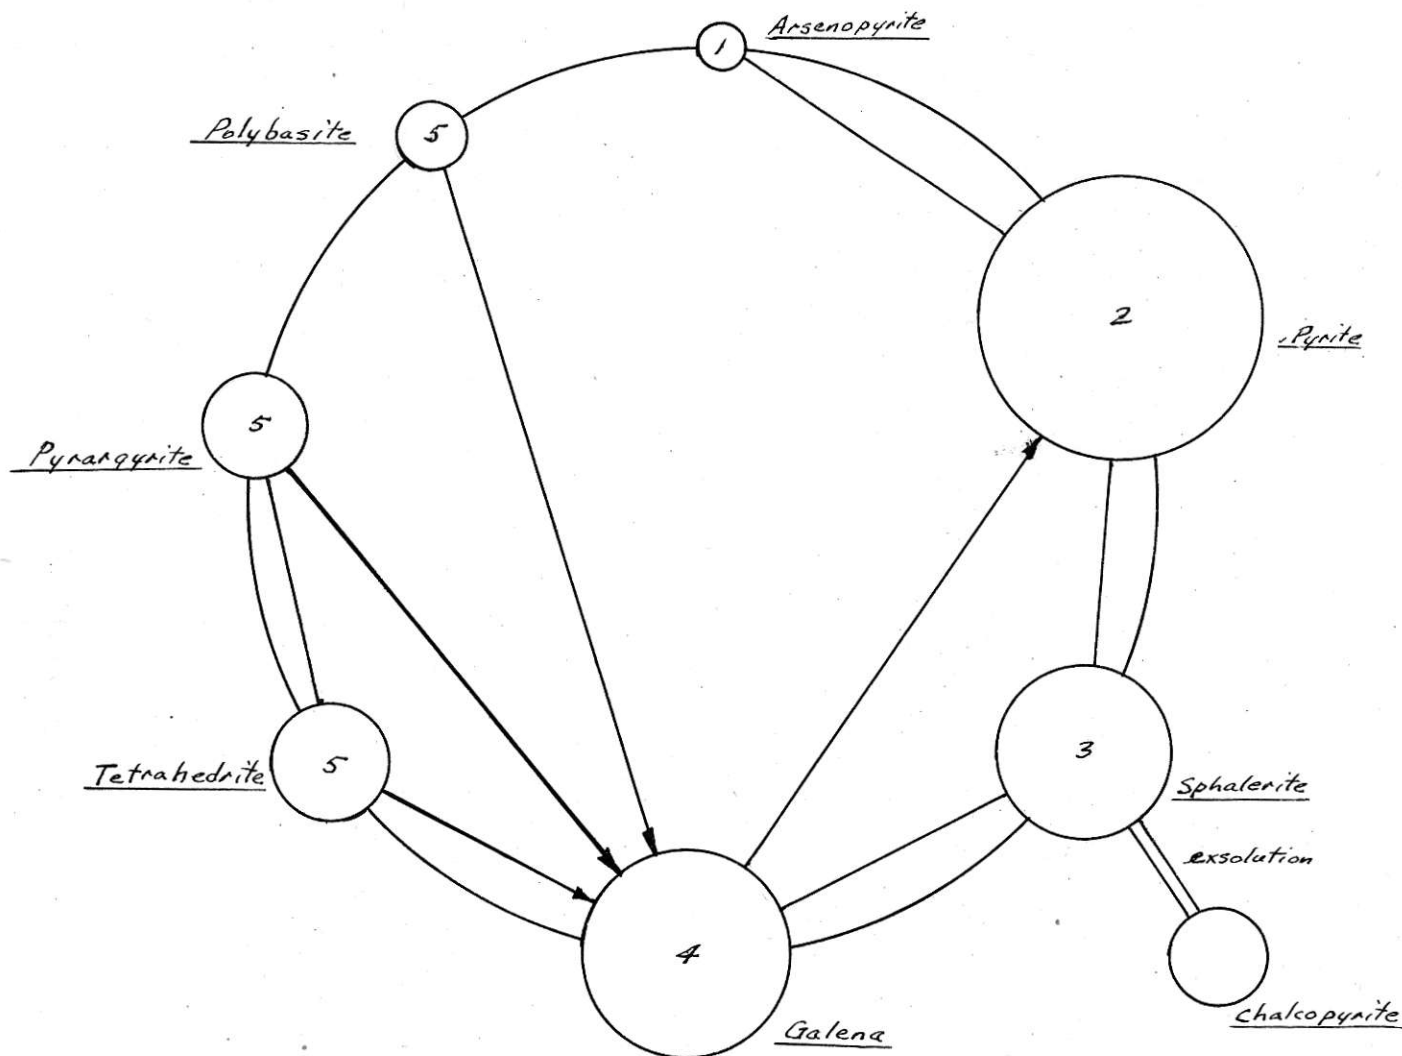 Arsenopyrite
1
Polybasite
5
2
Pyrite
5
Pyrargyrite
5
Tetrahedrite
3
Sphalerite
exsolution
4
Galena
Chalcopyrite